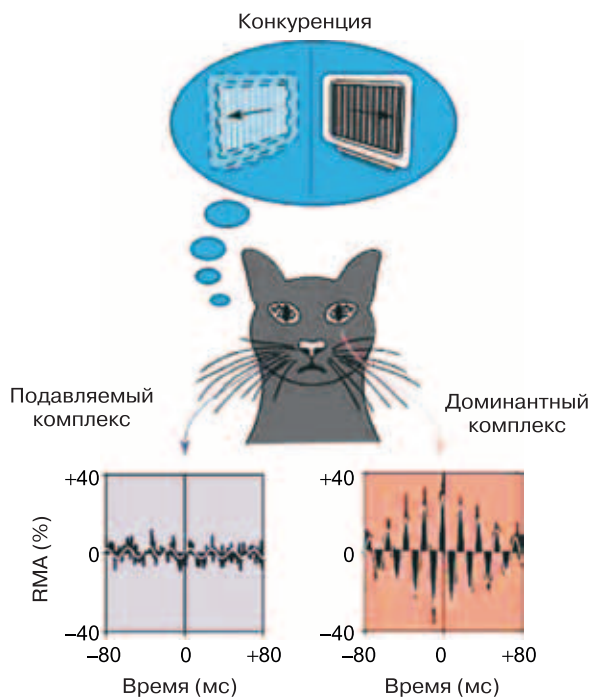 Конкуренция
Подавляемый
комплекс
Доминантный
комплекс
+40
0
–40
RMA (%)
–80 0 +80
Время (мс)
+40
0
–40
–80 0 +80
Время (мс)